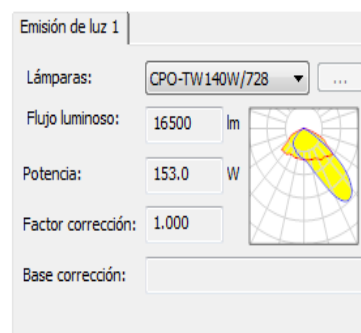 Emisión de luz 1
Lámparas: CPO-TW140W/728 ...
Flujo luminoso: 16500 lm
Potencia: 153.0 W
Factor corrección: 1.000
Base corrección: